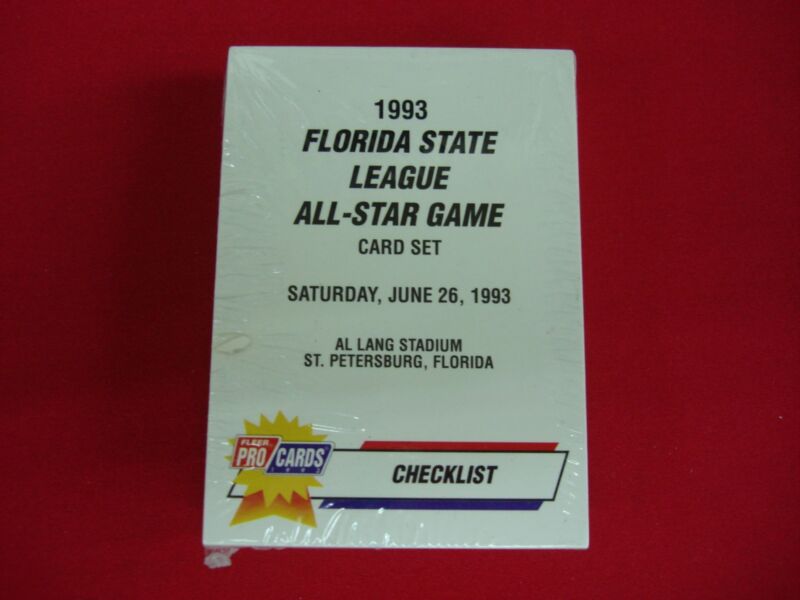 1993
FLORIDA STATE
LEAGUE
ALL-STAR GAME
CARD SET
SATURDAY, JUNE 26, 1993
AL LANG STADIUM
ST. PETERSBURG, FLORIDA
FLEER
PRO CARDS
CHECKLIST